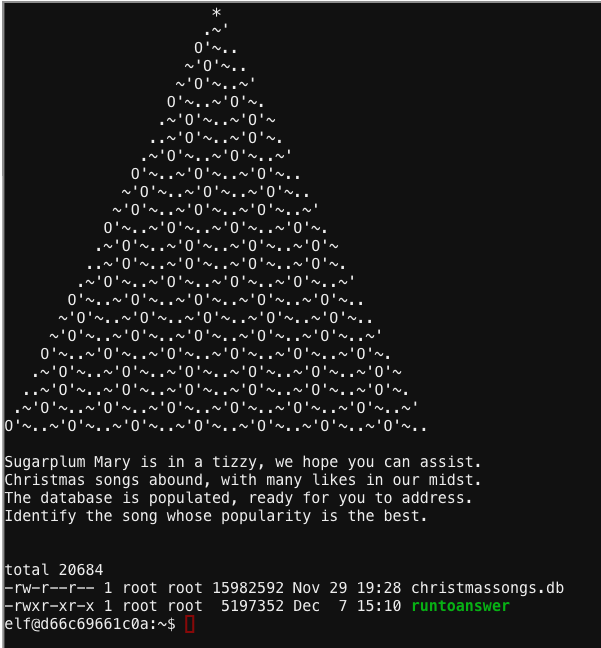 *
                      .~'
                     O'~..
                    ~'O'~..
                   ~'O'~..~'
                  O'~..~'O'~.
                 .~'O'~..~'O'~
                ..~'O'~..~'O'~.
               .~'O'~..~'O'~..~'
              O'~..~'O'~..~'O'~..
             ~'O'~..~'O'~..~'O'~..
            ~'O'~..~'O'~..~'O'~..~'
           O'~..~'O'~..~'O'~..~'O'~.
          .~'O'~..~'O'~..~'O'~..~'O'~
         ..~'O'~..~'O'~..~'O'~..~'O'~.
        .~'O'~..~'O'~..~'O'~..~'O'~..~'
       O'~..~'O'~..~'O'~..~'O'~..~'O'~..
      ~'O'~..~'O'~..~'O'~..~'O'~..~'O'~..
     ~'O'~..~'O'~..~'O'~..~'O'~..~'O'~..~'
    O'~..~'O'~..~'O'~..~'O'~..~'O'~..~'O'~.
   .~'O'~..~'O'~..~'O'~..~'O'~..~'O'~..~'O'~
  ..~'O'~..~'O'~..~'O'~..~'O'~..~'O'~..~'O'~.
 .~'O'~..~'O'~..~'O'~..~'O'~..~'O'~..~'O'~..~'
O'~..~'O'~..~'O'~..~'O'~..~'O'~..~'O'~..~'O'~..
Sugarplum Mary is in a tizzy, we hope you can assist.
Christmas songs abound, with many likes in our midst.
The database is populated, ready for you to address.
Identify the song whose popularity is the best.
total 20684
-rw-r--r-- 1 root root 15982592 Nov 29 19:28 christmassongs.db
-rwxr-xr-x 1 root root  5197352 Dec  7 15:10 runtoanswer
elf@d66c69661c0a:~$